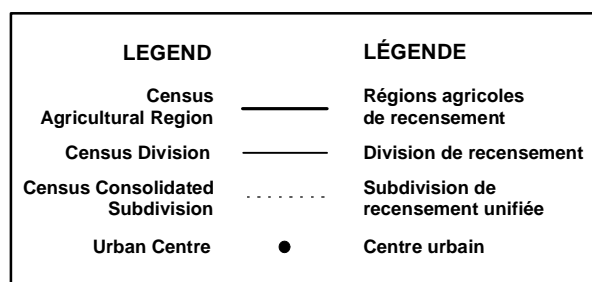 LEGEND LÉGENDE
Census Régions agricoles
Agricultural Region de recensement
Census Division Division de recensement
Census Consolidated Subdivision de
Subdivision recensement unifiée
Urban Centre Centre urbain